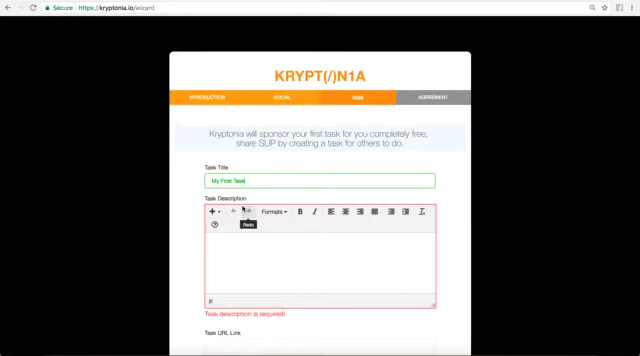 Secure https://kryptonia.io/wizard
KRYPT(/)N1A
INTRODUCTION SOCIAL TASK AGREEMENT
Kryptonia will sponsor your first task for you completely free,
share SUP by creating a task for others to do.
Task Title
My First Task
Task Description
Formats B I
Redo
p
Task description is required!
Task URL Link